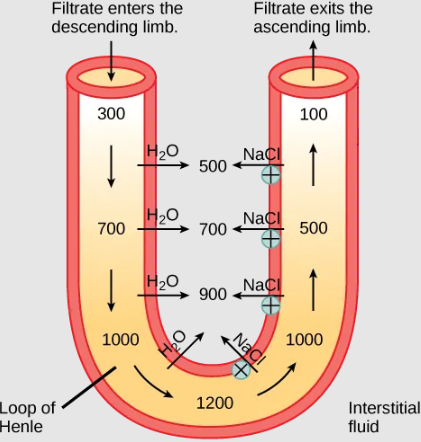 Filtrate enters the
descending limb.
Filtrate exits the
ascending limb.
300
100
H2O
500
NaCl
700
H2O
700
NaCl
500
H2O
900
NaCl
1000
H2O
NaCl
1000
1200
Loop of
Henle
Interstitial
fluid